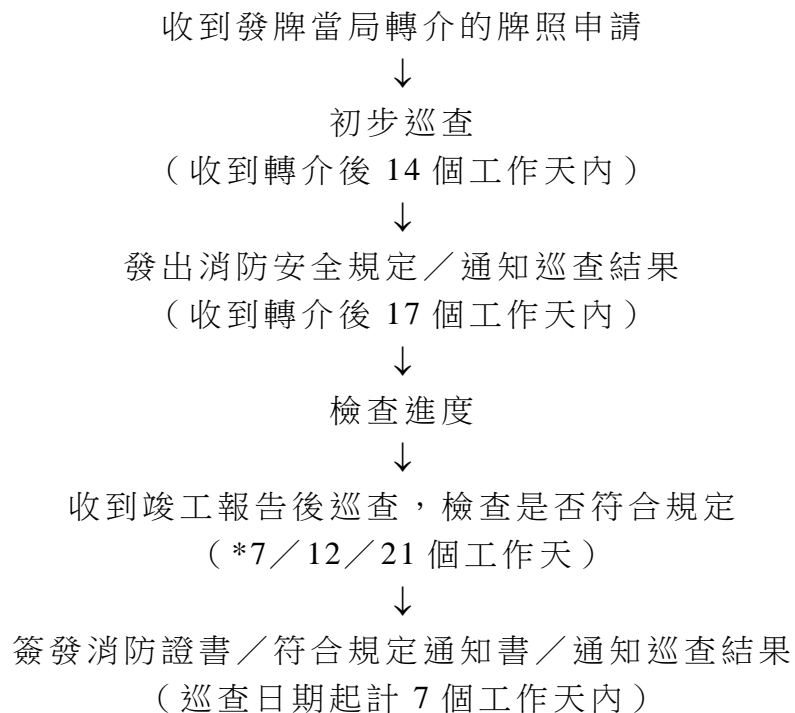 收到發牌當局轉介的牌照申請
↓
初步巡查
（收到轉介後 14 個工作天內）
↓
發出消防安全規定／通知巡查結果
（收到轉介後 17 個工作天內）
↓
檢查進度
↓
收到竣工報告後巡查，檢查是否符合規定
（*7／12／21 個工作天）
↓
簽發消防證書／符合規定通知書／通知巡查結果
（巡查日期起計 7 個工作天內）